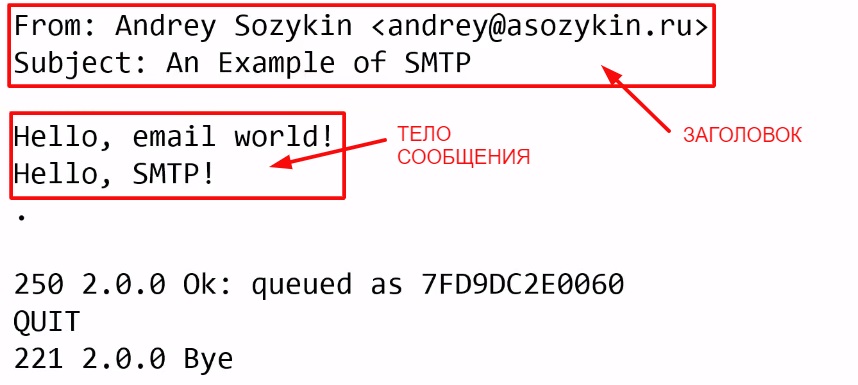 From: Andrey Sozykin <andrey@asozykin.ru>
Subject: An Example of SMTP
Hello, email world!
Hello, SMTP!
ТЕЛО
СООБЩЕНИЯ
ЗАГОЛОВОК
.
250 2.0.0 Ok: queued as 7FD9DC2E0060
QUIT
221 2.0.0 Bye